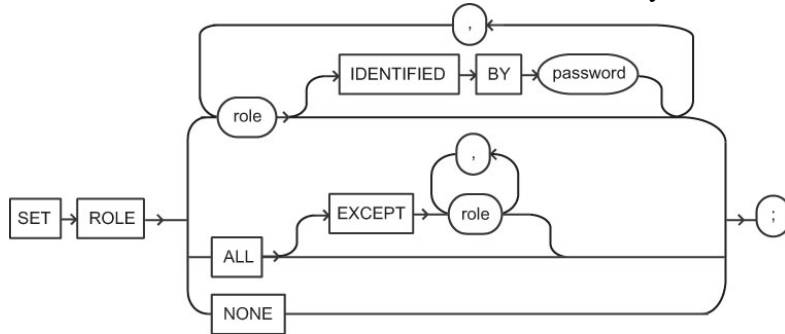 ,
IDENTIFIED BY password
role
,
EXCEPT role
SET ROLE ;
ALL
NONE